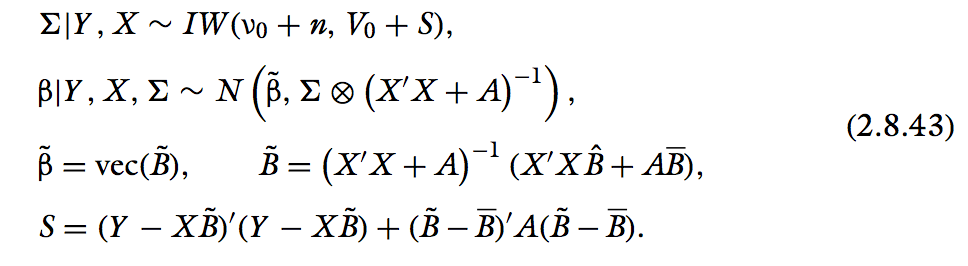 Σ|Y, X ∼ IW(ν₀ + n, V₀ + S),
β|Y, X, Σ ∼ N(β̃, Σ ⊗ (X′X + A)⁻¹),
(2.8.43)
β̃ = vec(B̃), B̃ = (X′X + A)⁻¹ (X′XB̂ + AB̅),
S = (Y − XB̃)′(Y − XB̃) + (B̃ − B̅)′A(B̃ − B̅).